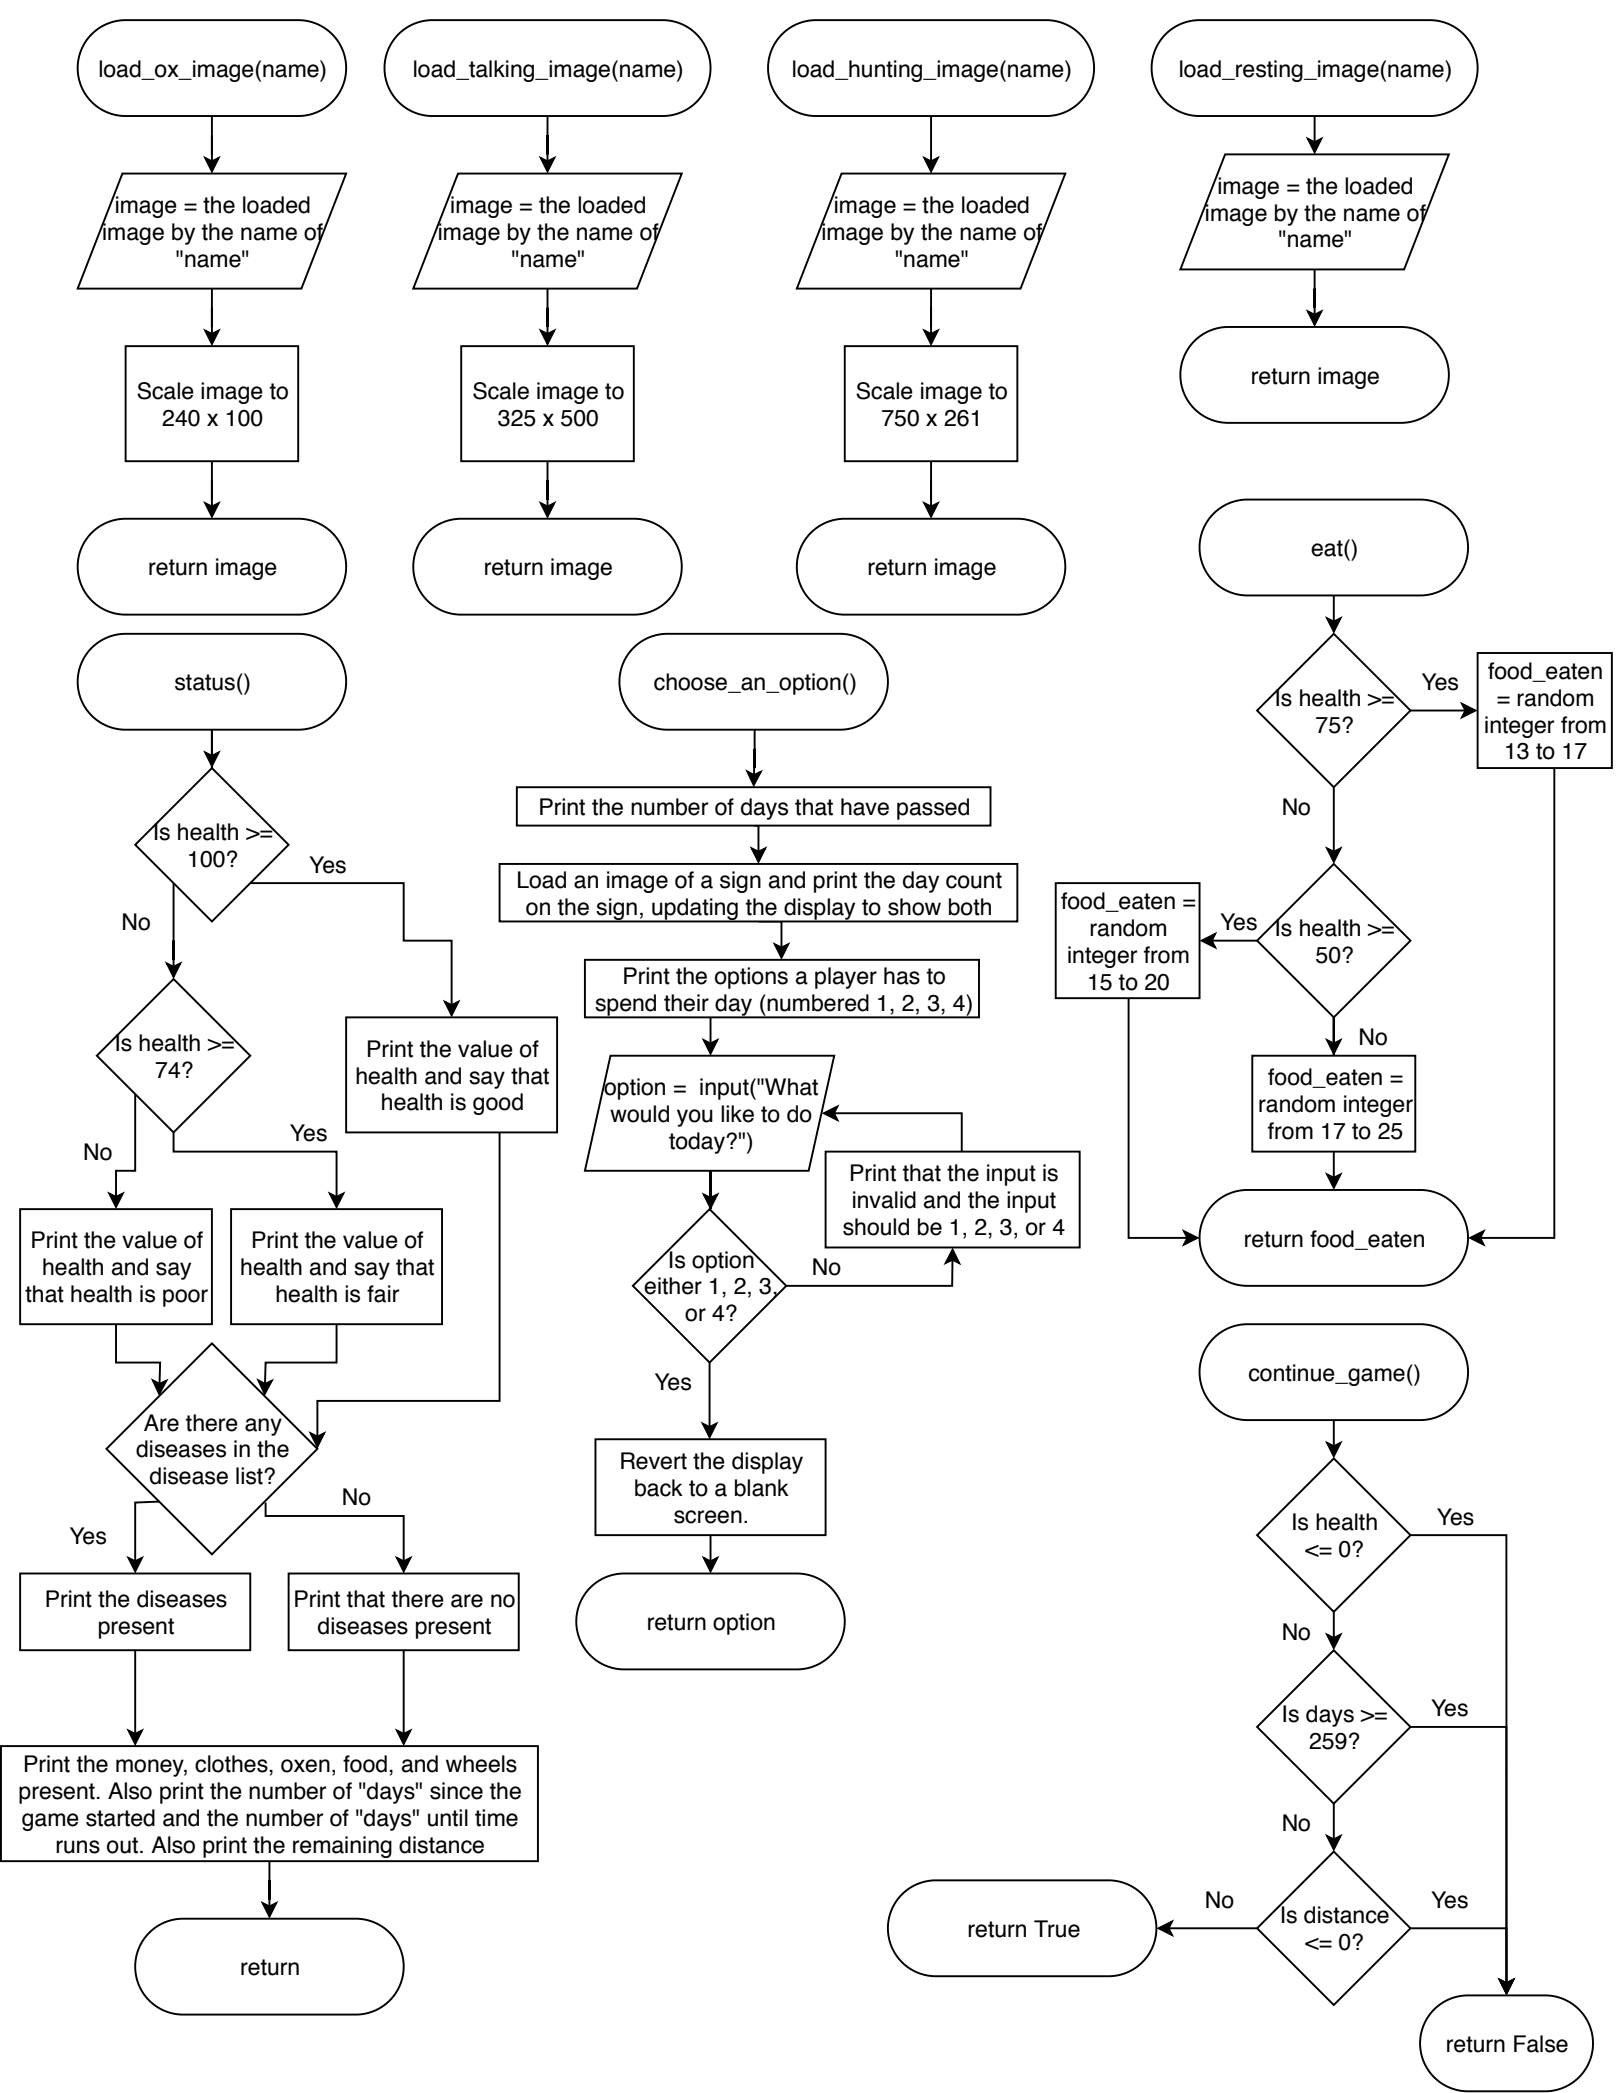 load_ox_image(name)
image = the loaded
image by the name of
"name"
Scale image to
240 x 100
return image
load_talking_image(name)
image = the loaded
image by the name of
"name"
Scale image to
325 x 500
return image
load_hunting_image(name)
image = the loaded
image by the name of
"name"
Scale image to
750 x 261
return image
load_resting_image(name)
image = the loaded
image by the name of
"name"
return image
status()
Is health >=
100?
Yes
No
Is health >=
74?
Print the value of
health and say that
health is good
No
Yes
Print the value of
health and say
that health is poor
Print the value of
health and say that
health is fair
Are there any
diseases in the
disease list?
Yes
No
Print the diseases
present
Print that there are no
diseases present
Print the money, clothes, oxen, food, and wheels
present. Also print the number of "days" since the
game started and the number of "days" until time
runs out. Also print the remaining distance
return
choose_an_option()
Print the number of days that have passed
Load an image of a sign and print the day count
on the sign, updating the display to show both
Print the options a player has to
spend their day (numbered 1, 2, 3, 4)
option =  input("What
would you like to do
today?")
Print that the input is
invalid and the input
should be 1, 2, 3, or 4
Is option
either 1, 2, 3,
or 4?
No
Yes
Revert the display
back to a blank
screen.
return option
eat()
Is health >=
75?
Yes
food_eaten
= random
integer from
13 to 17
No
Is health >=
50?
Yes
food_eaten =
random
integer from
15 to 20
No
food_eaten =
random integer
from 17 to 25
return food_eaten
continue_game()
Is health
<= 0?
Yes
No
Is days >=
259?
Yes
No
Is distance
<= 0?
Yes
No
return True
return False